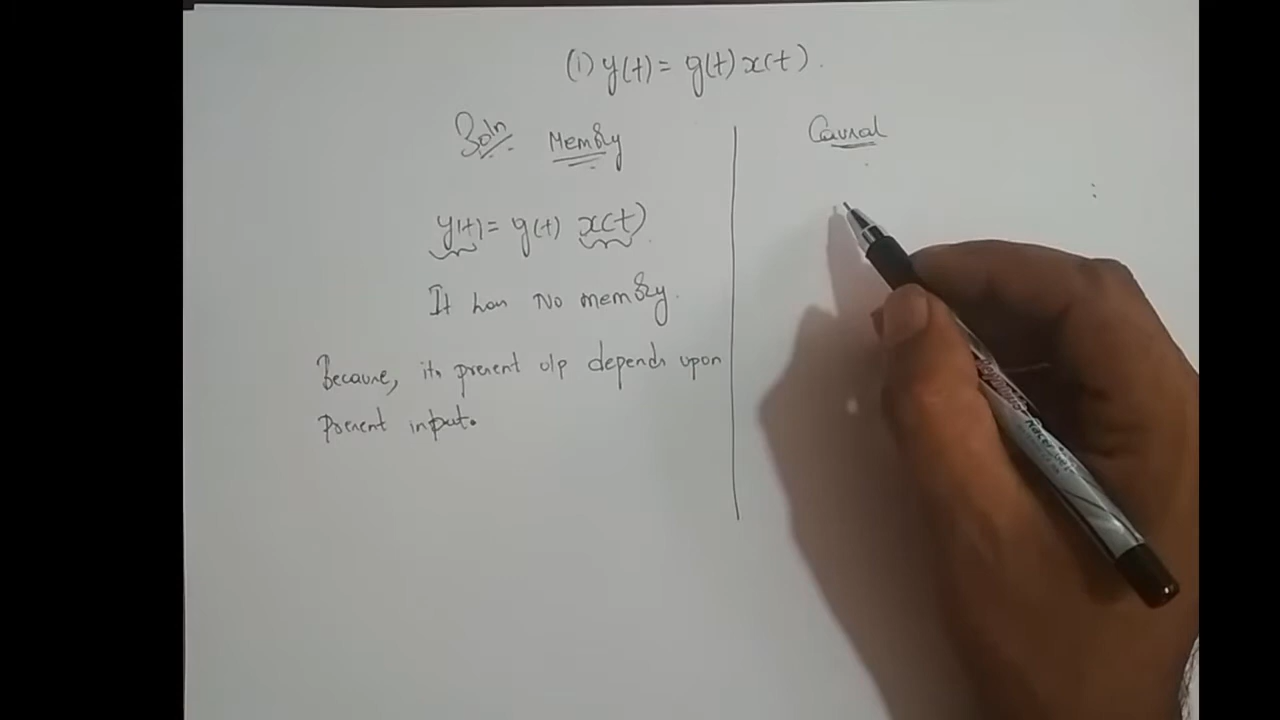 (1) y(t) = g(t) x(t).
Soln Memory
y(t) = g(t) x(t).
It has No memory.
Because, its present o/p depends upon
Present input.
Causal